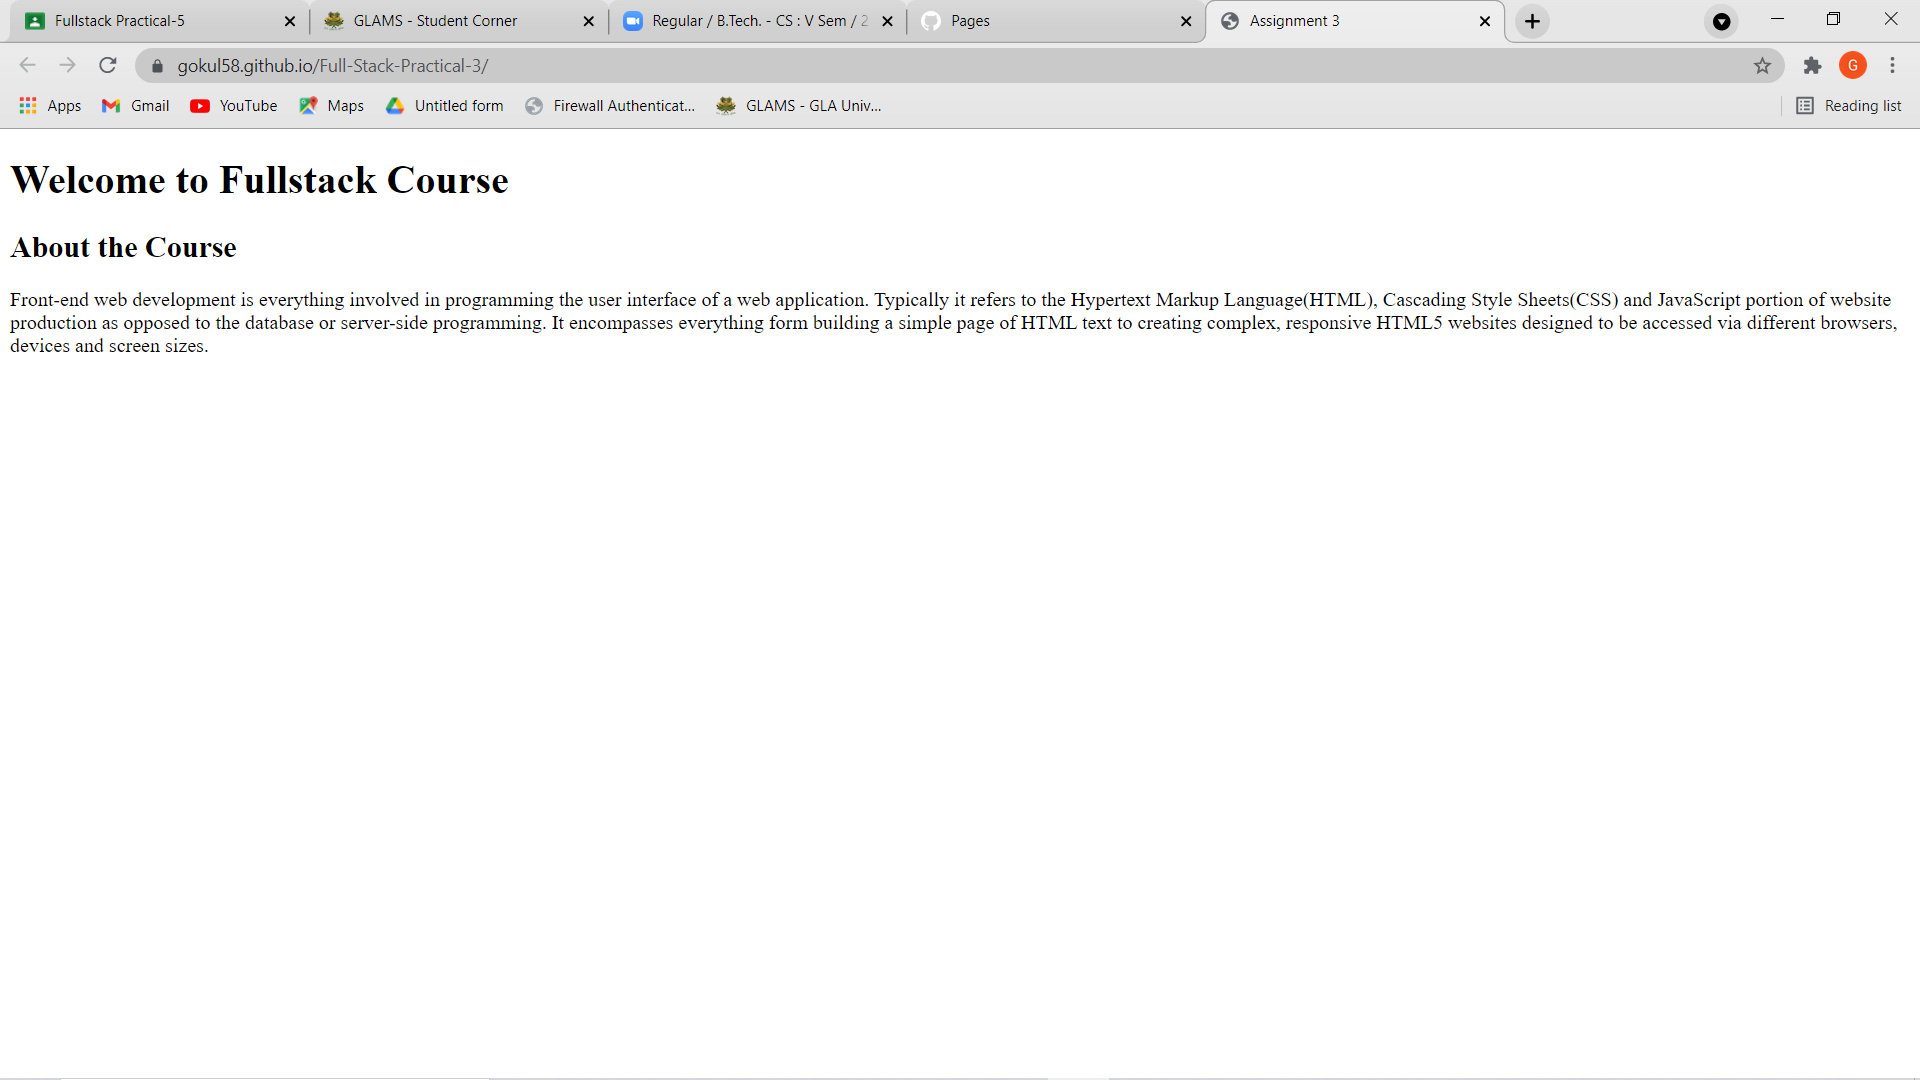 Fullstack Practical-5
GLAMS - Student Corner
Regular / B.Tech. - CS : V Sem / 2
Pages
Assignment 3
gokul58.github.io/Full-Stack-Practical-3/
G
Apps
Gmail
YouTube
Maps
Untitled form
Firewall Authenticat...
GLAMS - GLA Univ...
Reading list
Welcome to Fullstack Course
About the Course
Front-end web development is everything involved in programming the user interface of a web application. Typically it refers to the Hypertext Markup Language(HTML), Cascading Style Sheets(CSS) and JavaScript portion of website
production as opposed to the database or server-side programming. It encompasses everything form building a simple page of HTML text to creating complex, responsive HTML5 websites designed to be accessed via different browsers,
devices and screen sizes.